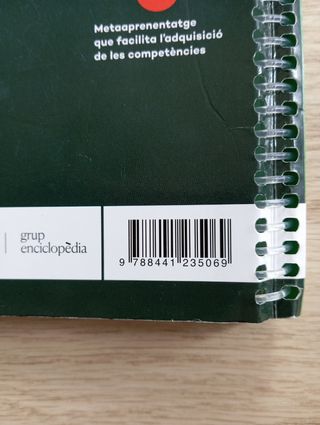 Metaaprenentatge
que facilita l'adquisició
de les competències
grup
enciclopèdia
9 788441 235069